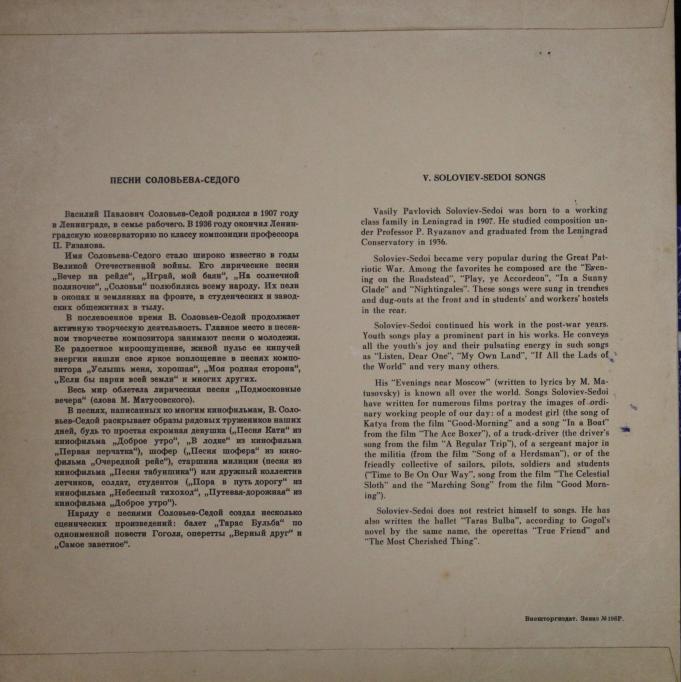 ПЕСНИ СОЛОВЬЕВА-СЕДОГО
Василий Павлович Соловьев-Седой родился в 1907 году
в Ленинграде, в семье рабочего. В 1936 году окончил Ленин-
градскую консерваторию по классу композиции профессора
П. Рязанова.
Имя Соловьева-Седого стало широко известно в годы
Великой Отечественной войны. Его лирические песни
„Вечер на рейде", „Играй, мой баян", „На солнечной
поляночке", „Соловьи" полюбились всему народу. Их пели
в окопах и землянках на фронте, в студенческих и завод-
ских общежитиях в тылу.
В послевоенное время В. Соловьев-Седой продолжает
активную творческую деятельность. Главное место в песен-
ном творчестве композитора занимают песни о молодежи.
Ее радостное мироощущение, живой пульс ее кипучей
энергии нашли свое яркое воплощение в песнях компо-
зитора „Услышь меня, хорошая", „Моя родная сторона",
„Если бы парни всей земли" и многих других.
Весь мир облетела лирическая песня „Подмосковные
вечера" (слова М. Матусовского).
В песнях, написанных ко многим кинофильмам, В. Соло-
вьев-Седой раскрывает образы рядовых тружеников наших
дней, будь то простая скромная девушка („Песня Кати" из
кинофильма „Доброе утро", „В лодке" из кинофильма
„Первая перчатка"), шофер („Песня шофера" из кино-
фильма „Очередной рейс"), старшина милиции (песня из
кинофильма „Песня табунщика") или дружный коллектив
летчиков, солдат, студентов („Пора в путь дорогу" из
кинофильма „Небесный тихоход", „Путевая-дорожная" из
кинофильма „Доброе утро").
Наряду с песнями Соловьев-Седой создал несколько
сценических произведений: балет „Тарас Бульба" по
одноименной повести Гоголя, оперетты „Верный друг" и
„Самое заветное".
V. SOLOVIEV-SEDOI SONGS
Vasily Pavlovich Soloviev-Sedoi was born to a working
class family in Leningrad in 1907. He studied composition un-
der Professor P. Ryazanov and graduated from the Leningrad
Conservatory in 1936.
Soloviev-Sedoi became very popular during the Great Pat-
riotic War. Among the favorites he composed are the "Even-
ing on the Roadstead", "Play, ye Accordeon", "In a Sunny
Glade" and "Nightingales". These songs were sung in trenches
and dug-outs at the front and in students' and workers' hostels
in the rear.
Soloviev-Sedoi continued his work in the post-war years.
Youth songs play a prominent part in his works. He conveys
all the youth's joy and their pulsating energy in such songs
as "Listen, Dear One", "My Own Land", "If All the Lads of
the World" and very many others.
His "Evenings near Moscow" (written to lyrics by M. Ma-
tusovsky) is known all over the world. Songs Soloviev-Sedoi
have written for numerous films portray the images of ordi-
nary working people of our day: of a modest girl (the song of
Katya from the film "Good-Morning" and a song "In a Boat"
from the film "The Ace Boxer"), of a truck-driver (the driver's
song from the film "A Regular Trip"), of a sergeant major in
the militia (from the film "Song of a Herdsman"), or of the
friendly collective of sailors, pilots, soldiers and students
("Time to Be On Our Way", song from the film "The Celestial
Sloth" and the "Marching Song" from the film "Good Morn-
ing").
Soloviev-Sedoi does not restrict himself to songs. He has
also written the ballet "Taras Bulba", according to Gogol's
novel by the same name, the operettas "True Friend" and
"The Most Cherished Thing".
Внешторгиздат. Заказ № 198Р.